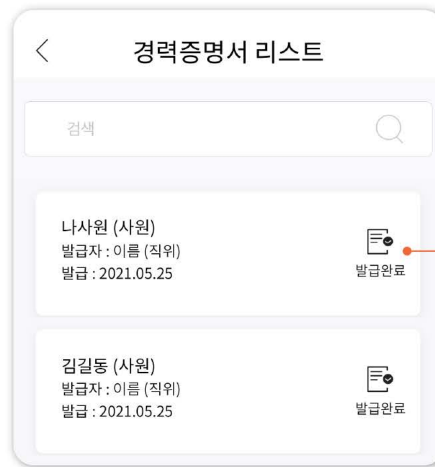 경력증명서 리스트
검색
나사원 (사원)
발급자 : 이름 (직위)
발급 : 2021.05.25
발급완료
김길동 (사원)
발급자 : 이름 (직위)
발급 : 2021.05.25
발급완료